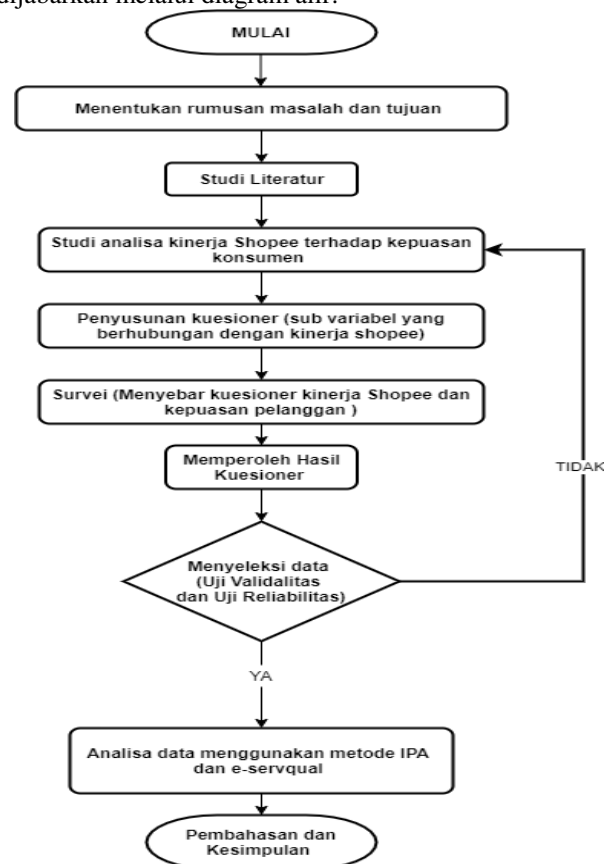 dijabarkan melalui diagram alir:
MULAI
Menentukan rumusan masalah dan tujuan
Studi Literatur
Studi analisa kinerja Shopee terhadap kepuasan
konsumen
Penyusunan kuesioner (sub variabel yang
berhubungan dengan kinerja shopee)
Survei (Menyebar kuesioner kinerja Shopee dan
kepuasan pelanggan )
Memperoleh Hasil
Kuesioner
TIDAK
Menyeleksi data
(Uji Validalitas
dan Uji Reliabilitas)
YA
Analisa data menggunakan metode IPA
dan e-servqual
Pembahasan dan
Kesimpulan